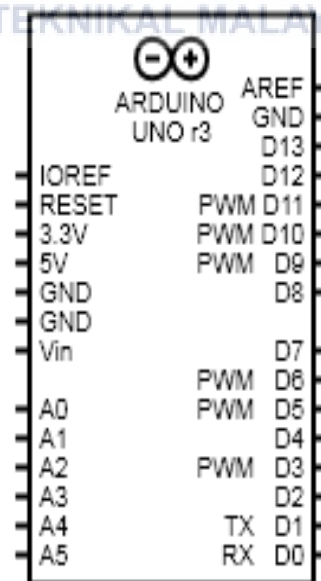 TEKNIKAL MALAY
ARDUINO
UNO r3
IOREF
RESET
3.3V
5V
GND
GND
Vin
A0
A1
A2
A3
A4
A5
AREF
GND
D13
D12
PWM D11
PWM D10
PWM D9
D8
D7
PWM D6
PWM D5
D4
PWM D3
D2
TX D1
RX D0